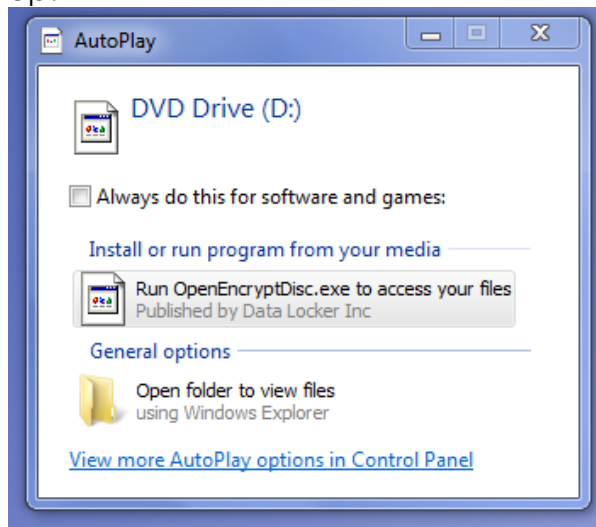 AutoPlay
DVD Drive (D:)
Always do this for software and games:
Install or run program from your media
Run OpenEncryptDisc.exe to access your files
Published by Data Locker Inc
General options
Open folder to view files
using Windows Explorer
View more AutoPlay options in Control Panel